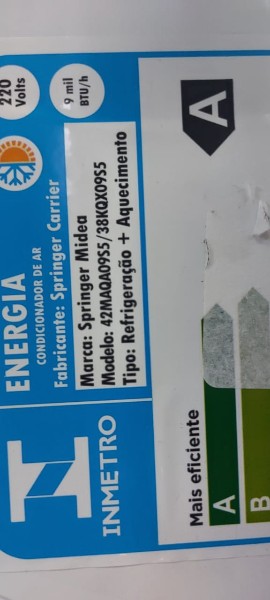 ENERGIA
CONDICIONADOR DE AR
220
Volts
9 mil
BTU/h
Fabricante: Springer Carrier
Marca: Springer Midea
Modelo: 42MAQA09S5/38KQX09S5
Tipo: Refrigeração + Aquecimento
INMETRO
Mais eficiente
A
A
B